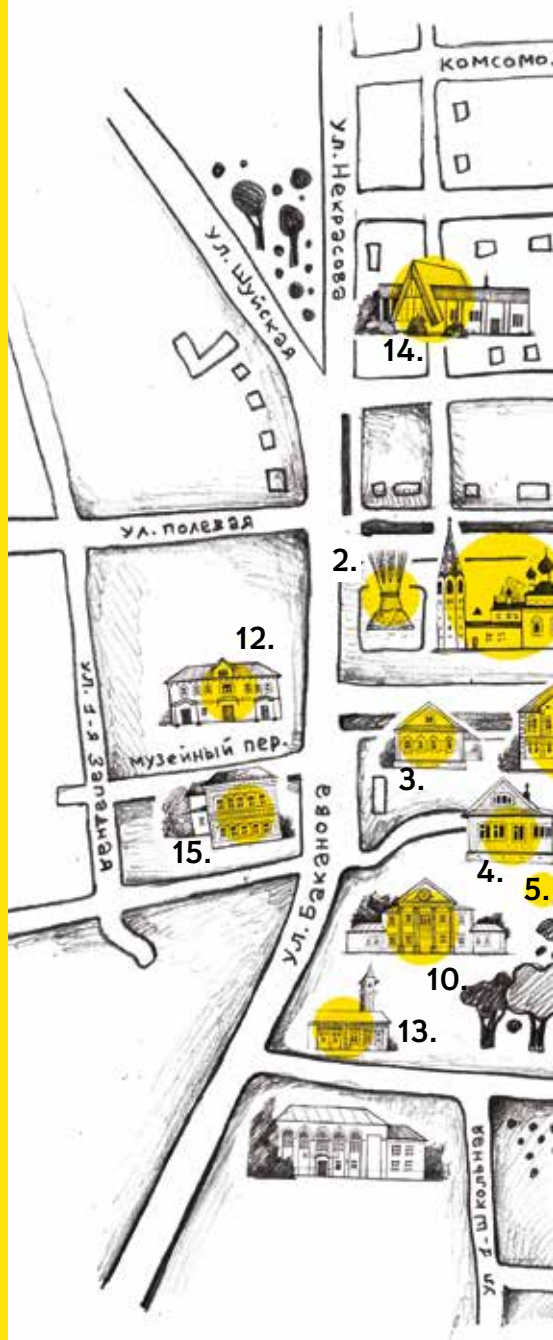 КОМСОМО.
ул. Некрасова
ул. Шуйская
14.
ул. Полевая
2.
12.
ул. 1-я Западная
музейный пер.
3.
15.
4.
5.
ул. Баканова
10.
13.
ул. 2-я Школьная